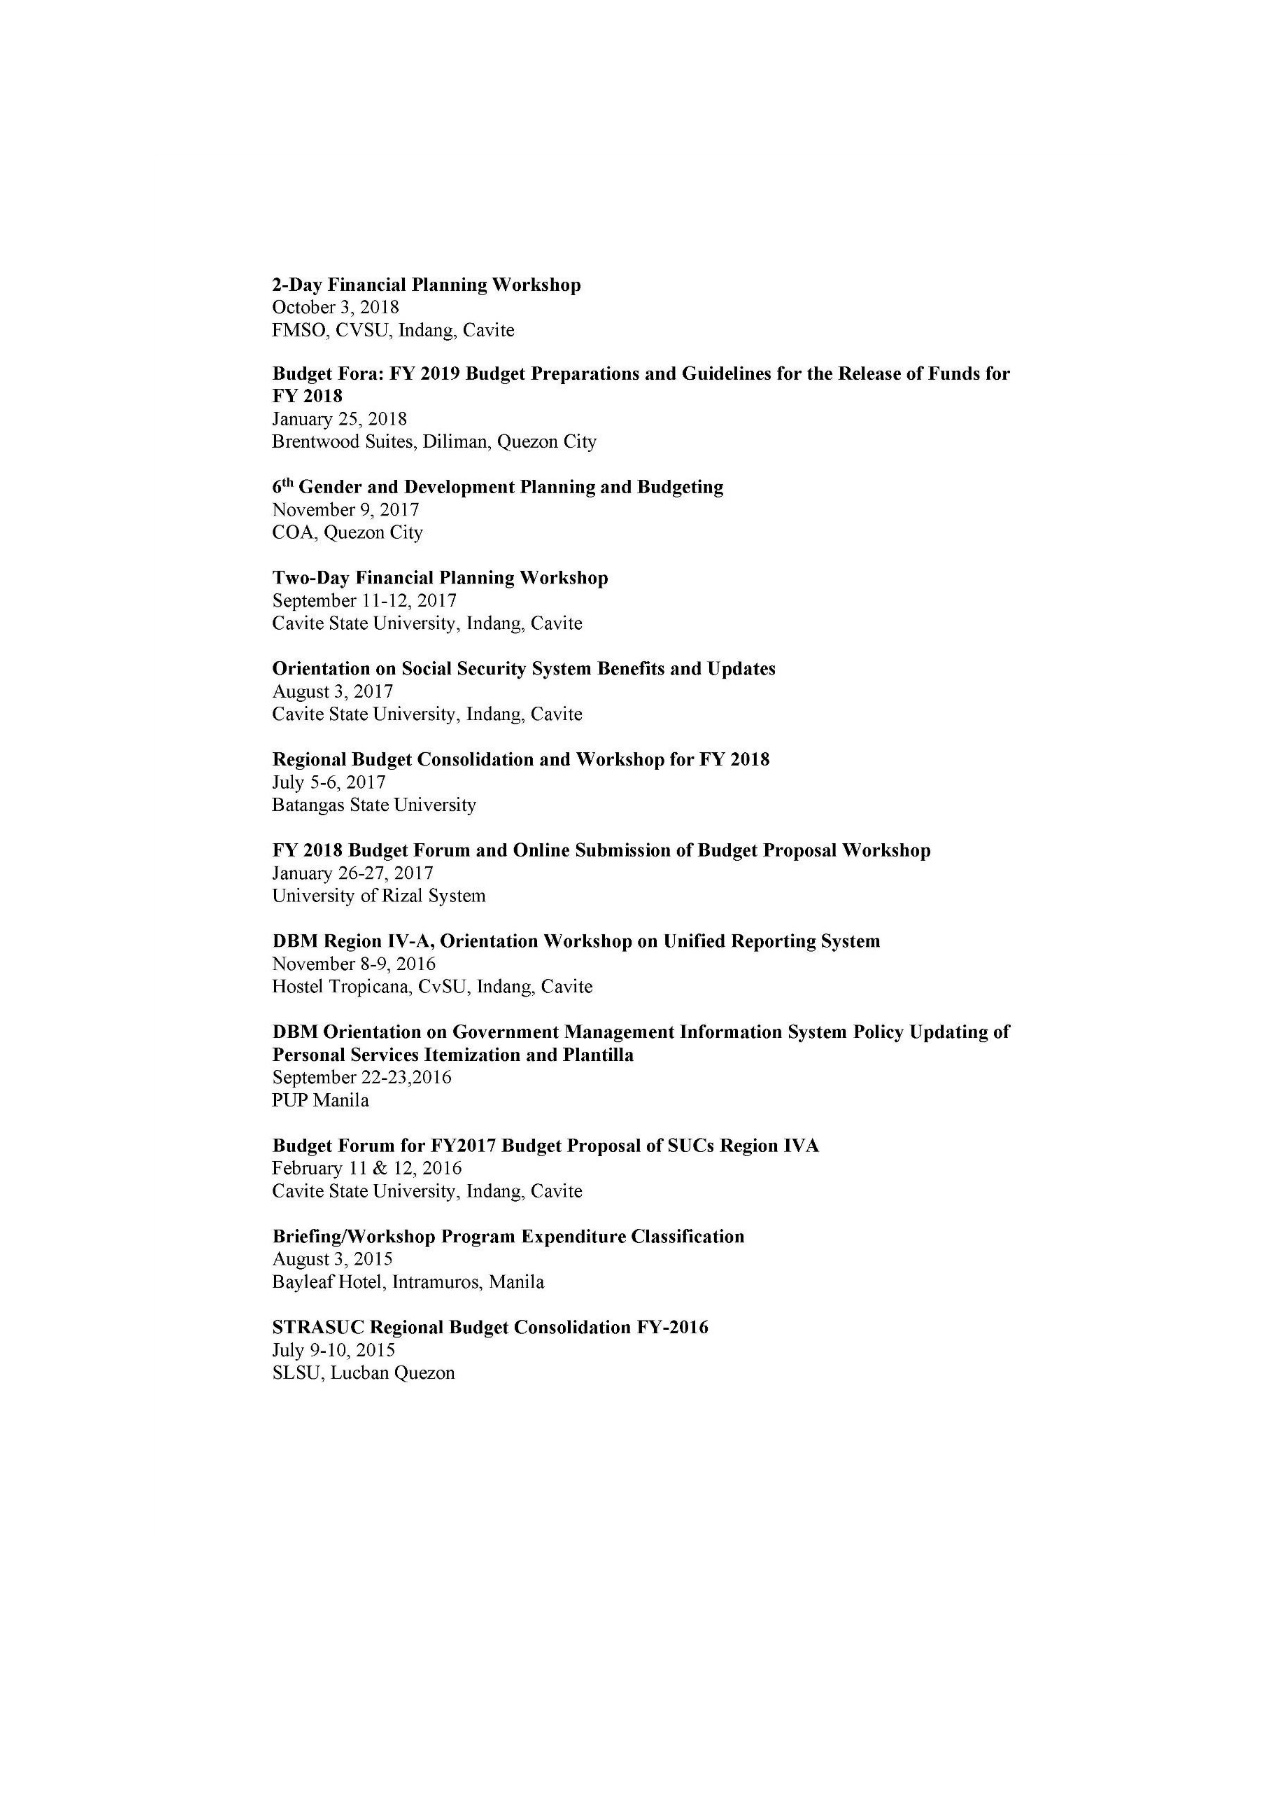 2-Day Financial Planning Workshop
October 3, 2018
FMSO, CVSU, Indang, Cavite
Budget Fora: FY 2019 Budget Preparations and Guidelines for the Release of Funds for
FY 2018
January 25, 2018
Brentwood Suites, Diliman, Quezon City
6th Gender and Development Planning and Budgeting
November 9, 2017
COA, Quezon City
Two-Day Financial Planning Workshop
September 11-12, 2017
Cavite State University, Indang, Cavite
Orientation on Social Security System Benefits and Updates
August 3, 2017
Cavite State University, Indang, Cavite
Regional Budget Consolidation and Workshop for FY 2018
July 5-6, 2017
Batangas State University
FY 2018 Budget Forum and Online Submission of Budget Proposal Workshop
January 26-27, 2017
University of Rizal System
DBM Region IV-A, Orientation Workshop on Unified Reporting System
November 8-9, 2016
Hostel Tropicana, CvSU, Indang, Cavite
DBM Orientation on Government Management Information System Policy Updating of
Personal Services Itemization and Plantilla
September 22-23,2016
PUP Manila
Budget Forum for FY2017 Budget Proposal of SUCs Region IVA
February 11 & 12, 2016
Cavite State University, Indang, Cavite
Briefing/Workshop Program Expenditure Classification
August 3, 2015
Bayleaf Hotel, Intramuros, Manila
STRASUC Regional Budget Consolidation FY-2016
July 9-10, 2015
SLSU, Lucban Quezon